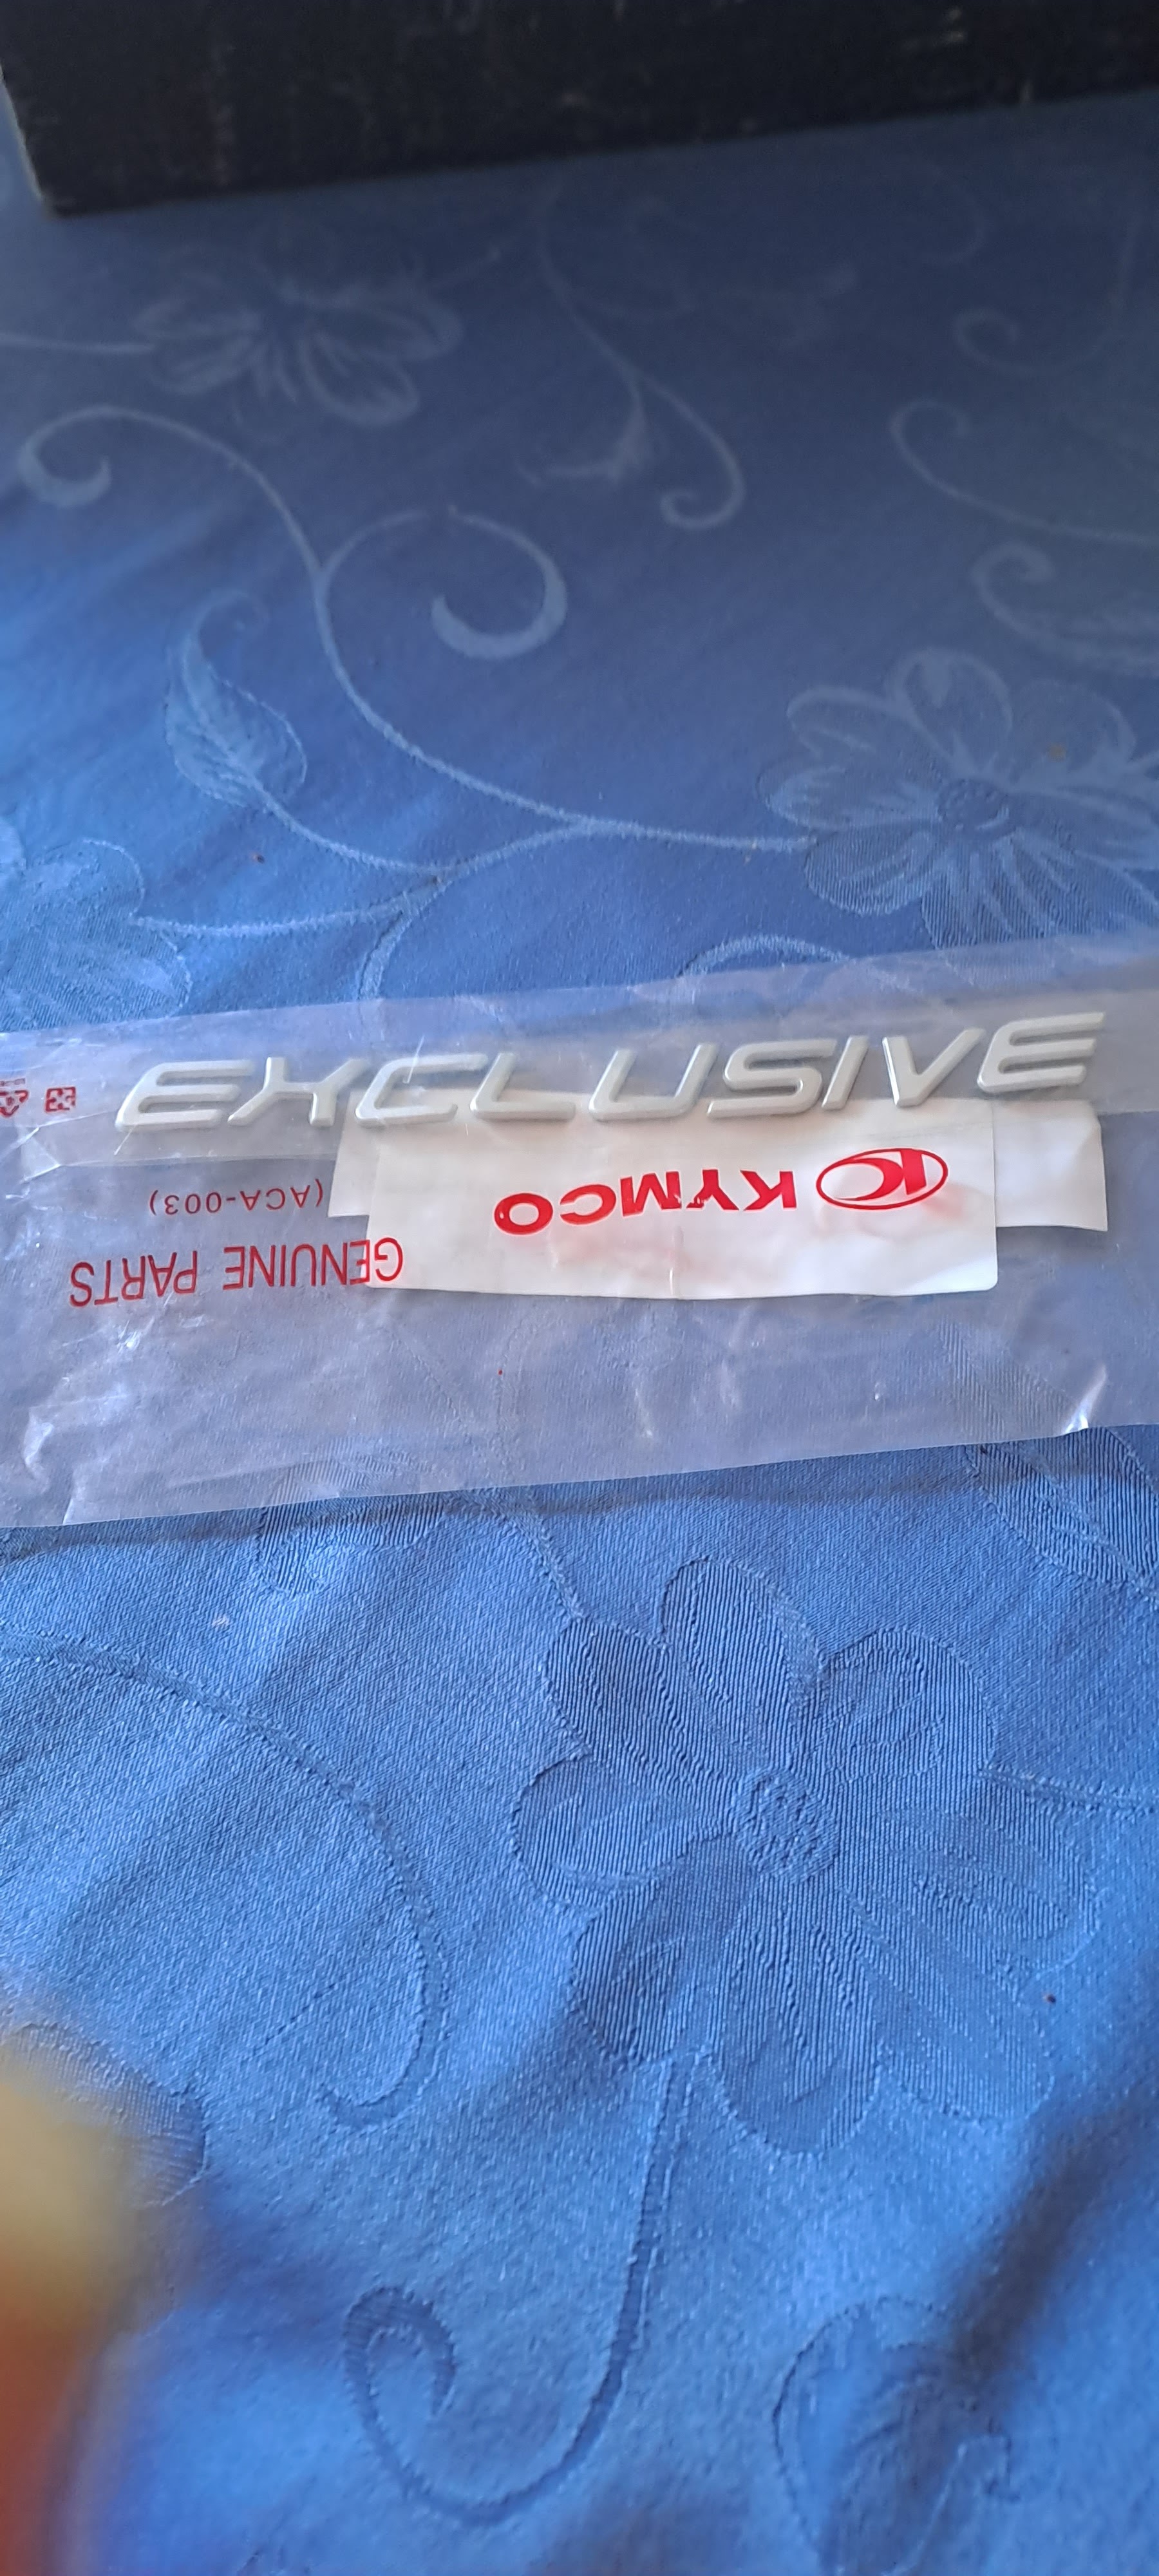 EXCLUSIVE
KYMCO
(ACA-003)
GENUINE PARTS